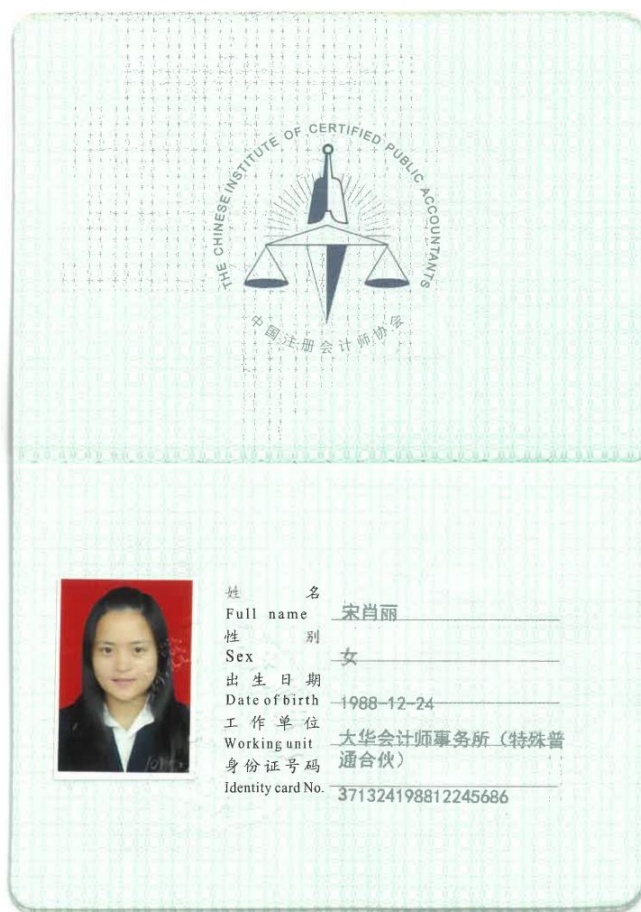 THE CHINESE INSTITUTE OF CERTIFIED PUBLIC ACCOUNTANTS
中国注册会计师协会
姓 名
Full name 宋肖丽
性 别
Sex 女
出生日期
Date of birth 1988-12-24
工作单位
Working unit 大华会计师事务所（特殊普
通合伙）
身份证号码
Identity card No. 371324198812245686